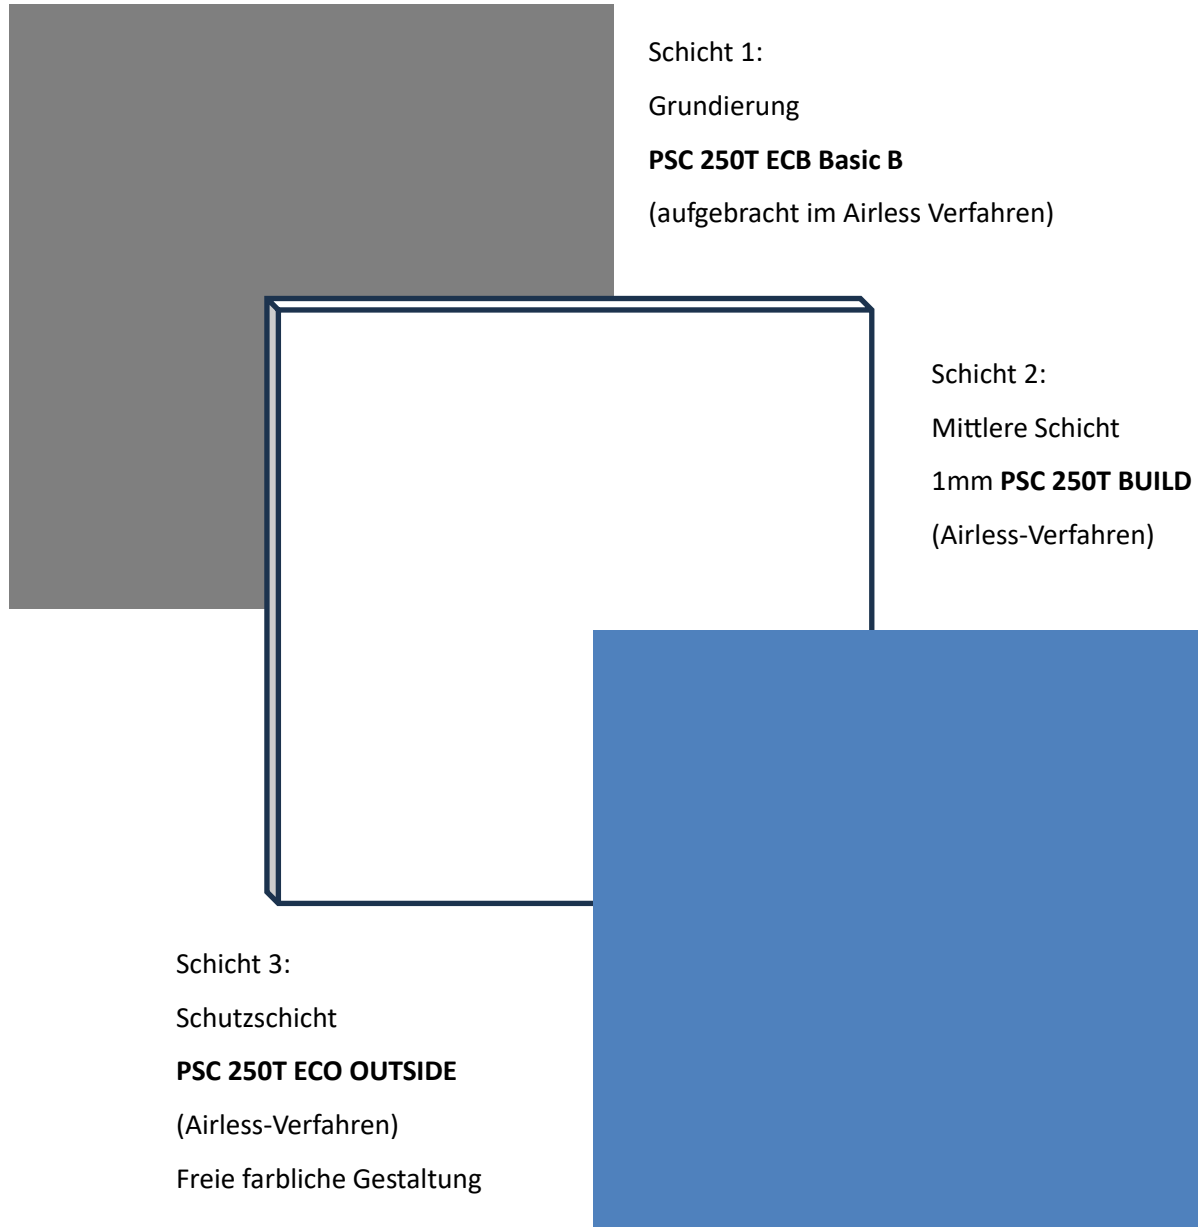 Schicht 1:
Grundierung
PSC 250T ECB Basic B
(aufgebracht im Airless Verfahren)
Schicht 2:
Mittlere Schicht
1mm PSC 250T BUILD
(Airless-Verfahren)
Schicht 3:
Schutzschicht
PSC 250T ECO OUTSIDE
(Airless-Verfahren)
Freie farbliche Gestaltung